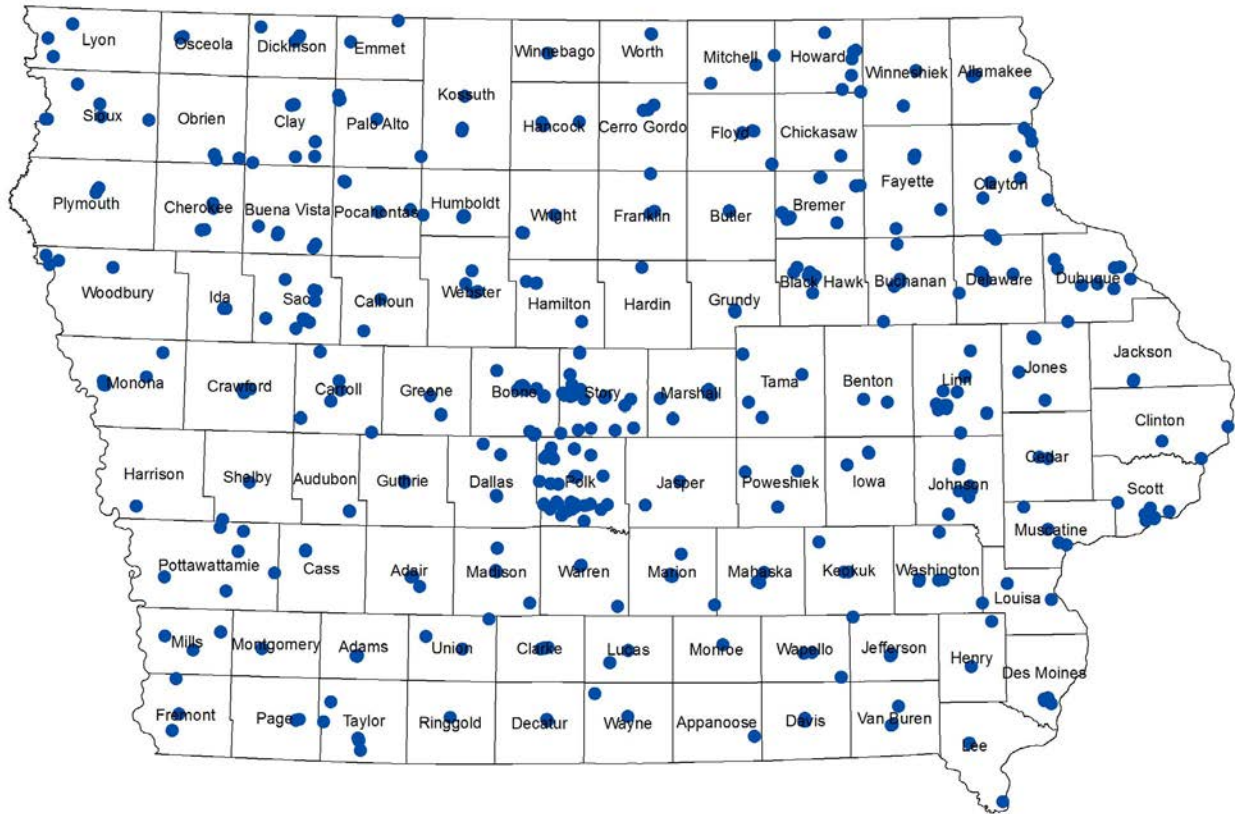 Lyon
Osceola
Dickinson
Emmet
Winnebago
Worth
Mitchell
Howard
Winneshiek
Allamakee
Kossuth
Sioux
Obrien
Clay
Palo Alto
Hancock
Cerro Gordo
Floyd
Chickasaw
Fayette
Clayton
Plymouth
Cherokee
Buena Vista
Pocahontas
Humboldt
Wright
Franklin
Butler
Bremer
Woodbury
Ida
Sac
Calhoun
Webster
Hamilton
Hardin
Grundy
Black Hawk
Buchanan
Delaware
Dubuque
Monona
Crawford
Carroll
Greene
Boone
Story
Marshall
Tama
Benton
Linn
Jones
Jackson
Clinton
Harrison
Shelby
Audubon
Guthrie
Dallas
Polk
Jasper
Poweshiek
Iowa
Johnson
Cedar
Scott
Muscatine
Pottawattamie
Cass
Adair
Madison
Warren
Marion
Mahaska
Keokuk
Washington
Louisa
Mills
Montgomery
Adams
Union
Clarke
Lucas
Monroe
Wapello
Jefferson
Henry
Des Moines
Fremont
Page
Taylor
Ringgold
Decatur
Wayne
Appanoose
Davis
Van Buren
Lee